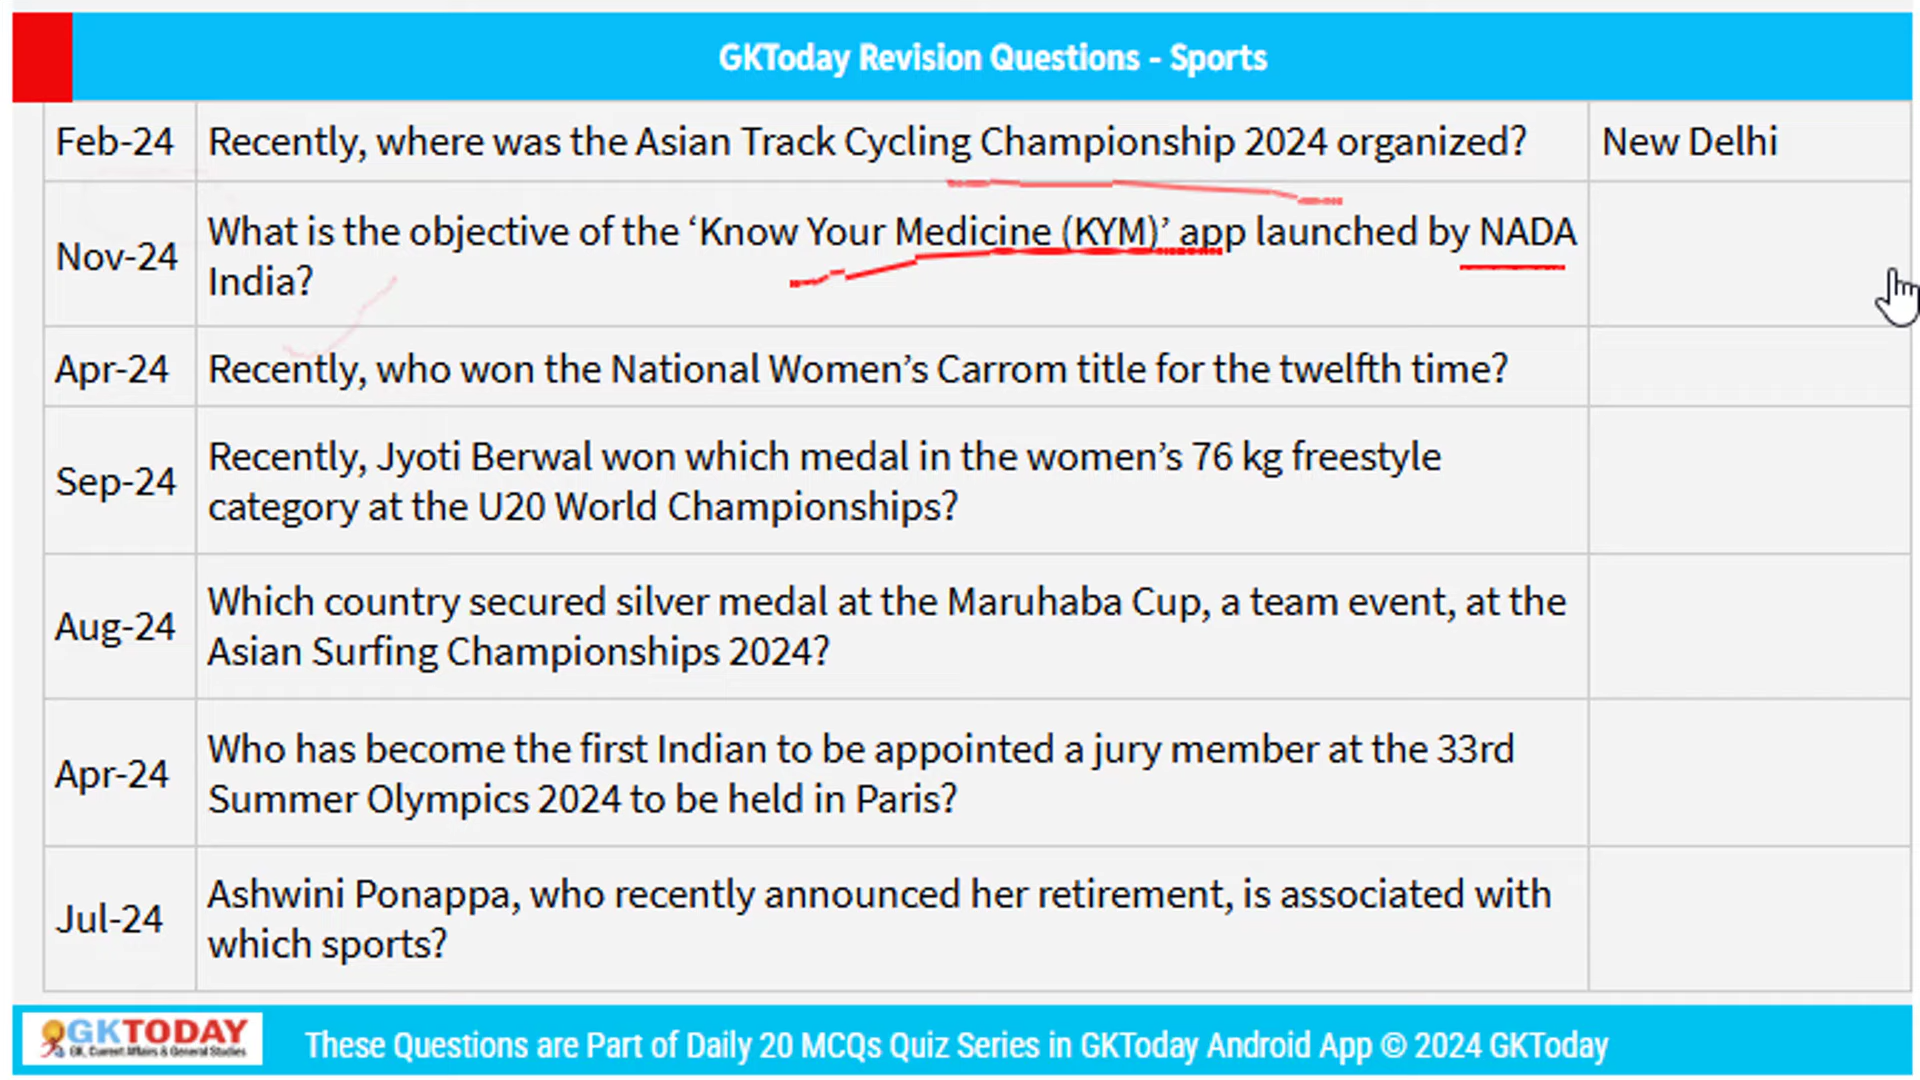 GKToday Revision Questions - Sports
Feb-24 Recently, where was the Asian Track Cycling Championship 2024 organized? New Delhi
Nov-24 What is the objective of the ‘Know Your Medicine (KYM)’ app launched by NADA
India?
Apr-24 Recently, who won the National Women’s Carrom title for the twelfth time?
Sep-24 Recently, Jyoti Berwal won which medal in the women’s 76 kg freestyle
category at the U20 World Championships?
Aug-24 Which country secured silver medal at the Maruhaba Cup, a team event, at the
Asian Surfing Championships 2024?
Apr-24 Who has become the first Indian to be appointed a jury member at the 33rd
Summer Olympics 2024 to be held in Paris?
Jul-24 Ashwini Ponappa, who recently announced her retirement, is associated with
which sports?
GKTODAY
GK, Current Affairs & General Studies
These Questions are Part of Daily 20 MCQs Quiz Series in GKToday Android App © 2024 GKToday